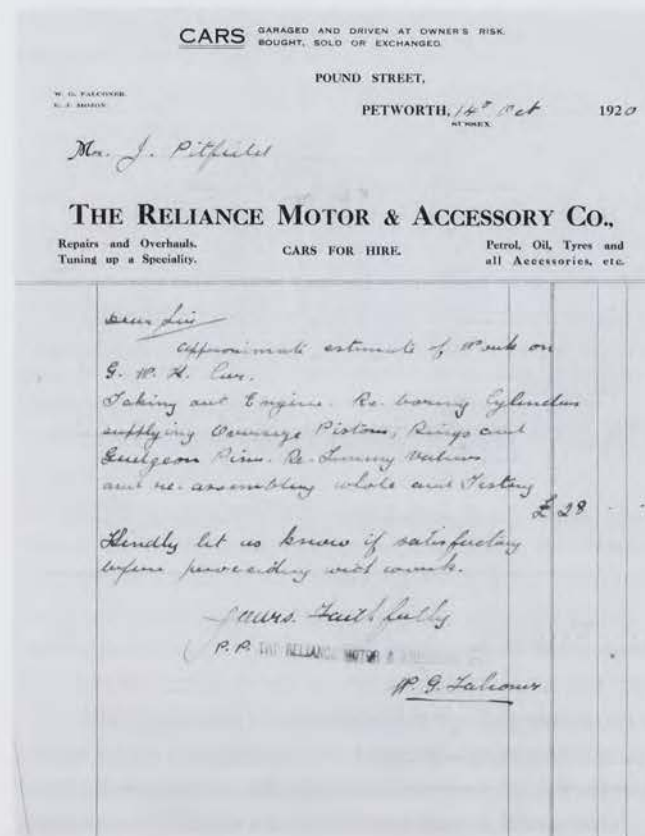 CARS GARAGED AND DRIVEN AT OWNER'S RISK.
BOUGHT, SOLD OR EXCHANGED.
POUND STREET,
W. G. FALCONER.
PETWORTH, 14th Oct 1920
SUSSEX
Mr. J. Pitfield
THE RELIANCE MOTOR & ACCESSORY CO.,
Repairs and Overhauls.
Tuning up a Speciality.
CARS FOR HIRE.
Petrol, Oil, Tyres and
all Accessories, etc.
Dear Sir
Approximate estimate of Work on
G. W. K. Car.
Taking out Engine. Re-boring Cylinders
supplying Oversize Pistons, Rings and
Gudgeon Pins. Re-Timing Valves
and re-assembling whole and Testing
£ 28 - -
Kindly let us know if satisfactory
before proceeding with work.
Yours Faithfully
P.P. THE RELIANCE MOTOR &
W. G. Falconer